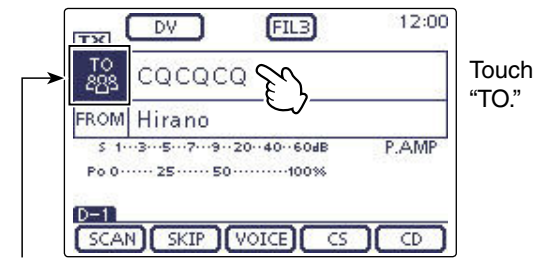 DV FIL3 12:00
TX
TO CQCQCQ
Touch
“TO.”
FROM Hirano
S 1··3··5··7··9··20··40··60dB P.AMP
Po 0······25······50··········100%
D-1
SCAN SKIP VOICE CS CD